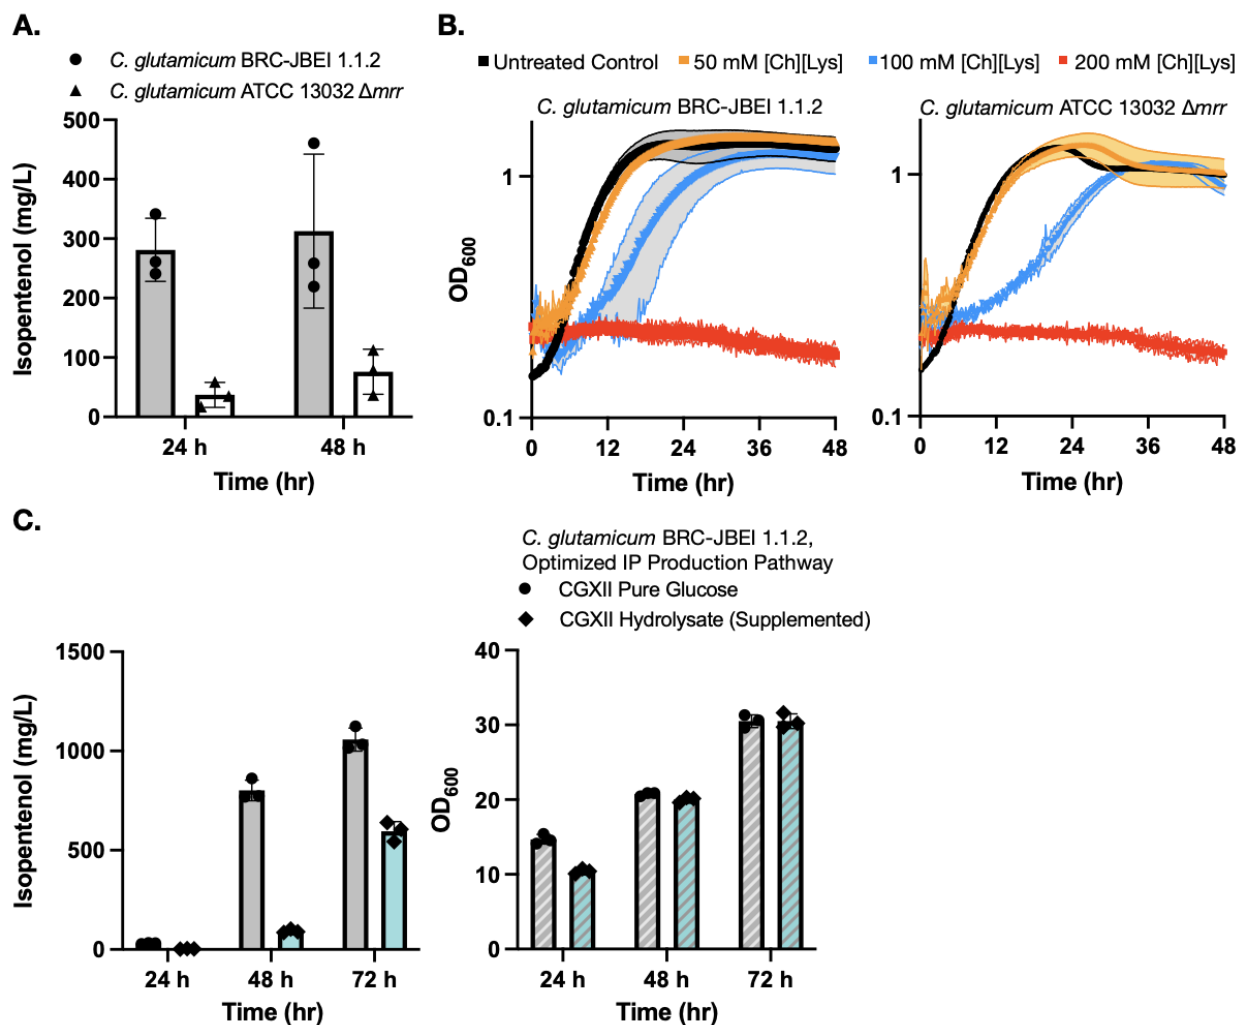 A.
C. glutamicum BRC-JBEI 1.1.2
C. glutamicum ATCC 13032 Δmrr
500
400
300
200
100
0
Isopentenol (mg/L)
24 h
48 h
Time (hr)
B.
Untreated Control
50 mM [Ch][Lys]
100 mM [Ch][Lys]
200 mM [Ch][Lys]
C. glutamicum BRC-JBEI 1.1.2
1
0.1
OD600
0
12
24
36
48
Time (hr)
C. glutamicum ATCC 13032 Δmrr
1
0.1
0
12
24
36
48
Time (hr)
C.
C. glutamicum BRC-JBEI 1.1.2,
Optimized IP Production Pathway
CGXII Pure Glucose
CGXII Hydrolysate (Supplemented)
1500
1000
500
0
Isopentenol (mg/L)
24 h
48 h
72 h
Time (hr)
40
30
20
10
0
OD600
24 h
48 h
72 h
Time (hr)